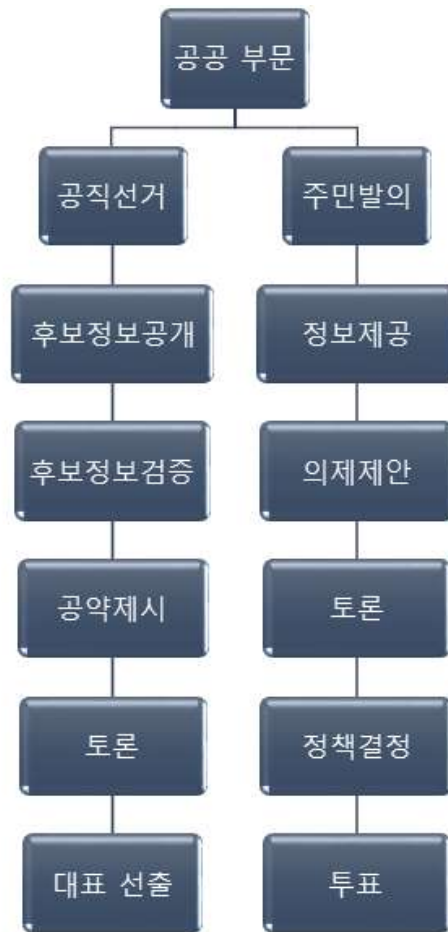 공공 부문
공직선거
주민발의
후보정보공개
정보제공
후보정보검증
의제제안
공약제시
토론
토론
정책결정
대표 선출
투표